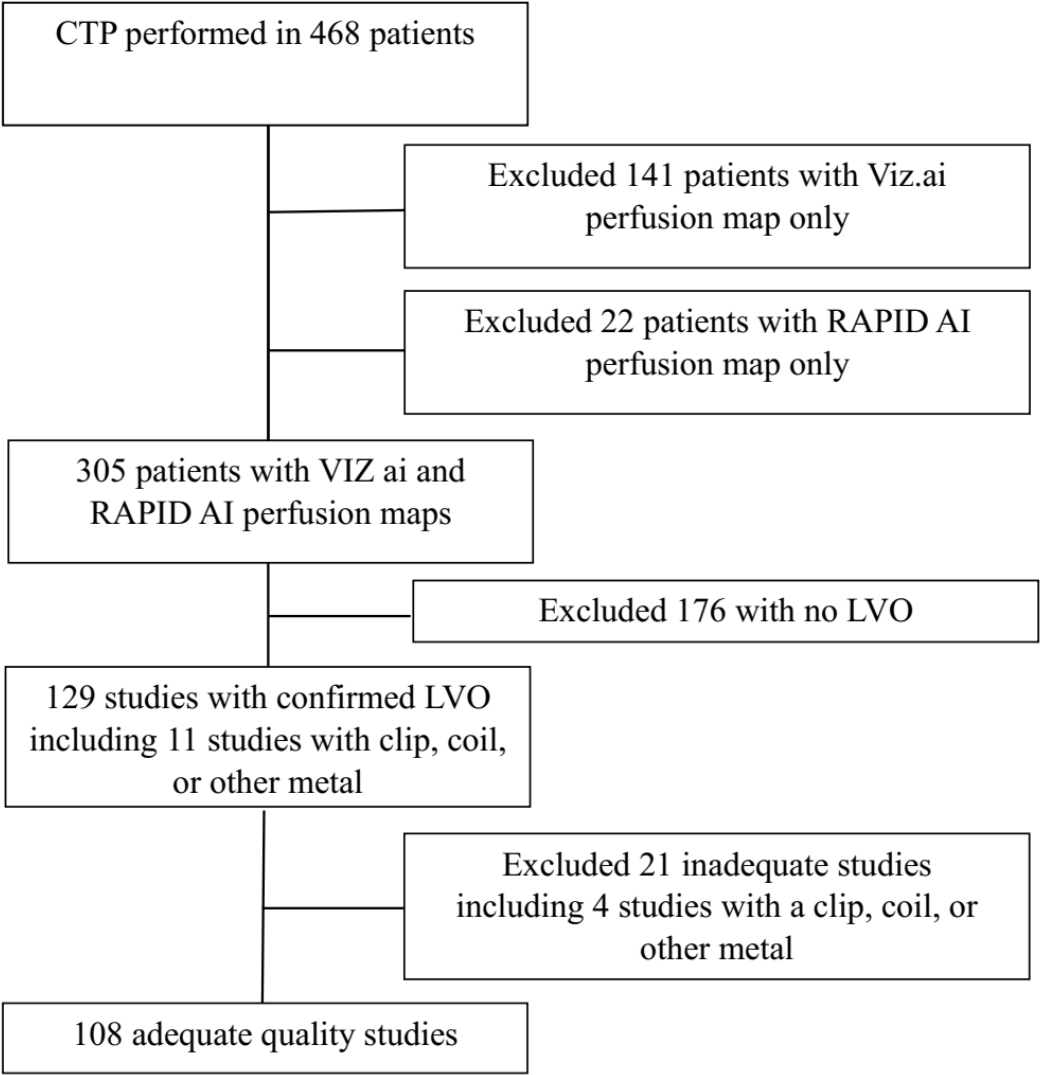 CTP performed in 468 patients
Excluded 141 patients with Viz.ai
perfusion map only
Excluded 22 patients with RAPID AI
perfusion map only
305 patients with VIZ ai and
RAPID AI perfusion maps
Excluded 176 with no LVO
129 studies with confirmed LVO
including 11 studies with clip, coil,
or other metal
Excluded 21 inadequate studies
including 4 studies with a clip, coil, or
other metal
108 adequate quality studies